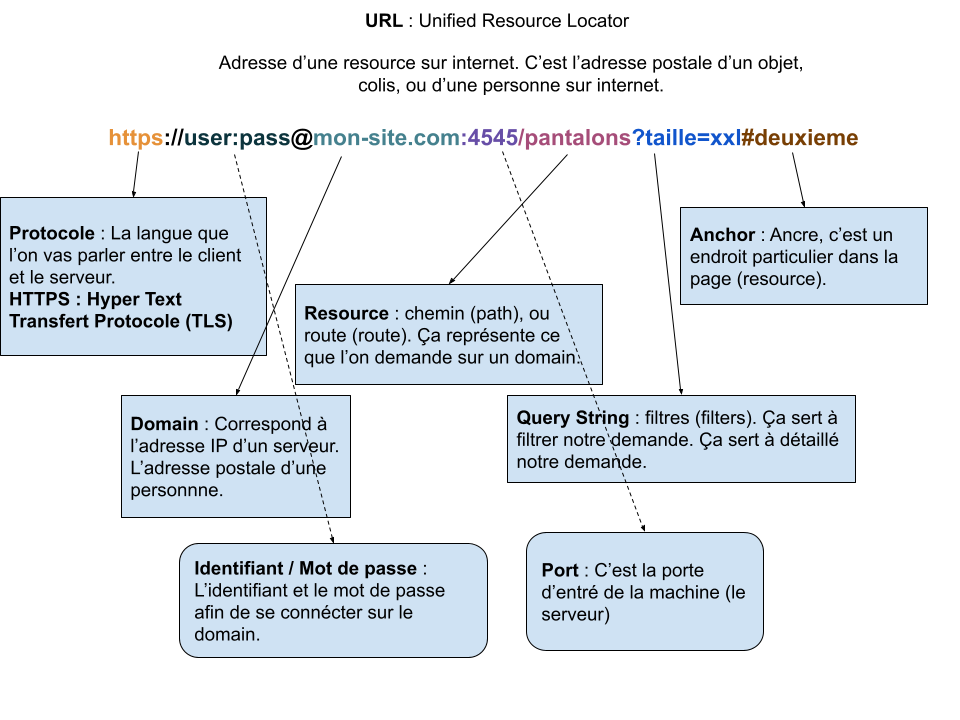 URL : Unified Resource Locator
Adresse d’une resource sur internet. C’est l’adresse postale d’un objet,
colis, ou d’une personne sur internet.
https://user:pass@mon-site.com:4545/pantalons?taille=xxl#deuxieme
Protocole : La langue que
l’on vas parler entre le client
et le serveur.
HTTPS : Hyper Text
Transfert Protocole (TLS)
Anchor : Ancre, c’est un
endroit particulier dans la
page (resource).
Resource : chemin (path), ou
route (route). Ça représente ce
que l’on demande sur un domain.
Domain : Correspond à
l’adresse IP d’un serveur.
L’adresse postale d’une
personnne.
Query String : filtres (filters). Ça sert à
filtrer notre demande. Ça sert à détaillé
notre demande.
Identifiant / Mot de passe :
L’identifiant et le mot de passe
afin de se connécter sur le
domain.
Port : C’est la porte
d’entré de la machine (le
serveur)